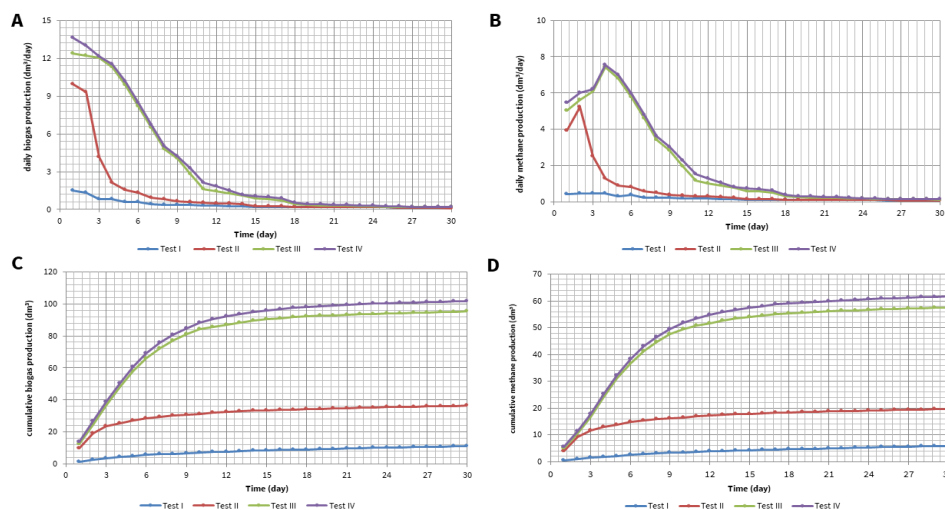 A
daily biogas production (dm³/day)
15
12
9
6
3
0
0 3 6 9 12 15 18 21 24 27 30
Time (day)
Test I Test II Test III Test IV
B
daily methane production (dm³/day)
10
8
6
4
2
0
0 3 6 9 12 15 18 21 24 27 30
Time (day)
Test I Test II Test III Test IV
C
cumulative biogas production (dm³)
120
100
80
60
40
20
0
0 3 6 9 12 15 18 21 24 27 30
Time (day)
Test I Test II Test III Test IV
D
cumulative methane production (dm³)
70
60
50
40
30
20
10
0
0 3 6 9 12 15 18 21 24 27 3
Time (day)
Test I Test II Test III Test IV